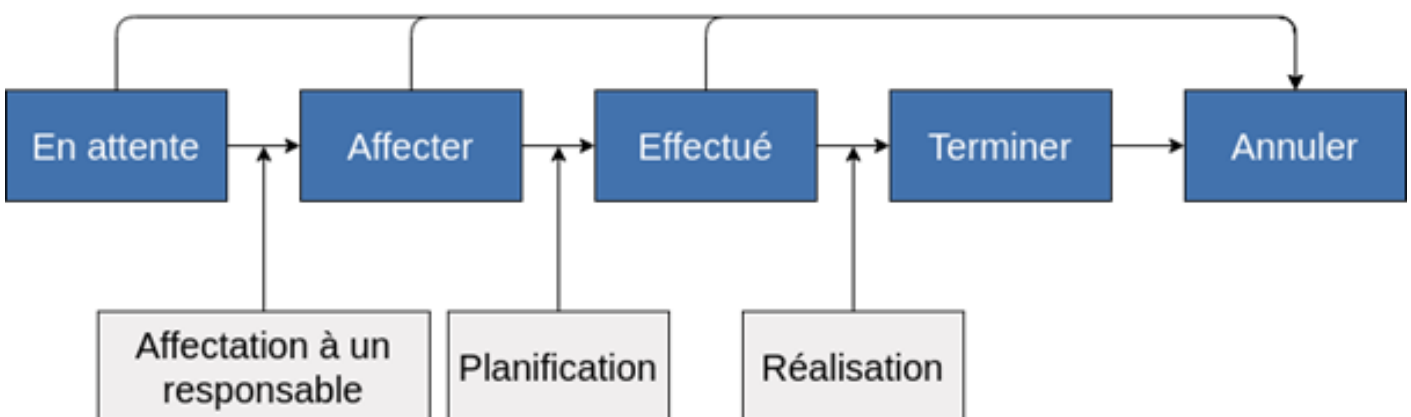 En attente
Affecter
Effectué
Terminer
Annuler
Affectation à un
responsable
Planification
Réalisation